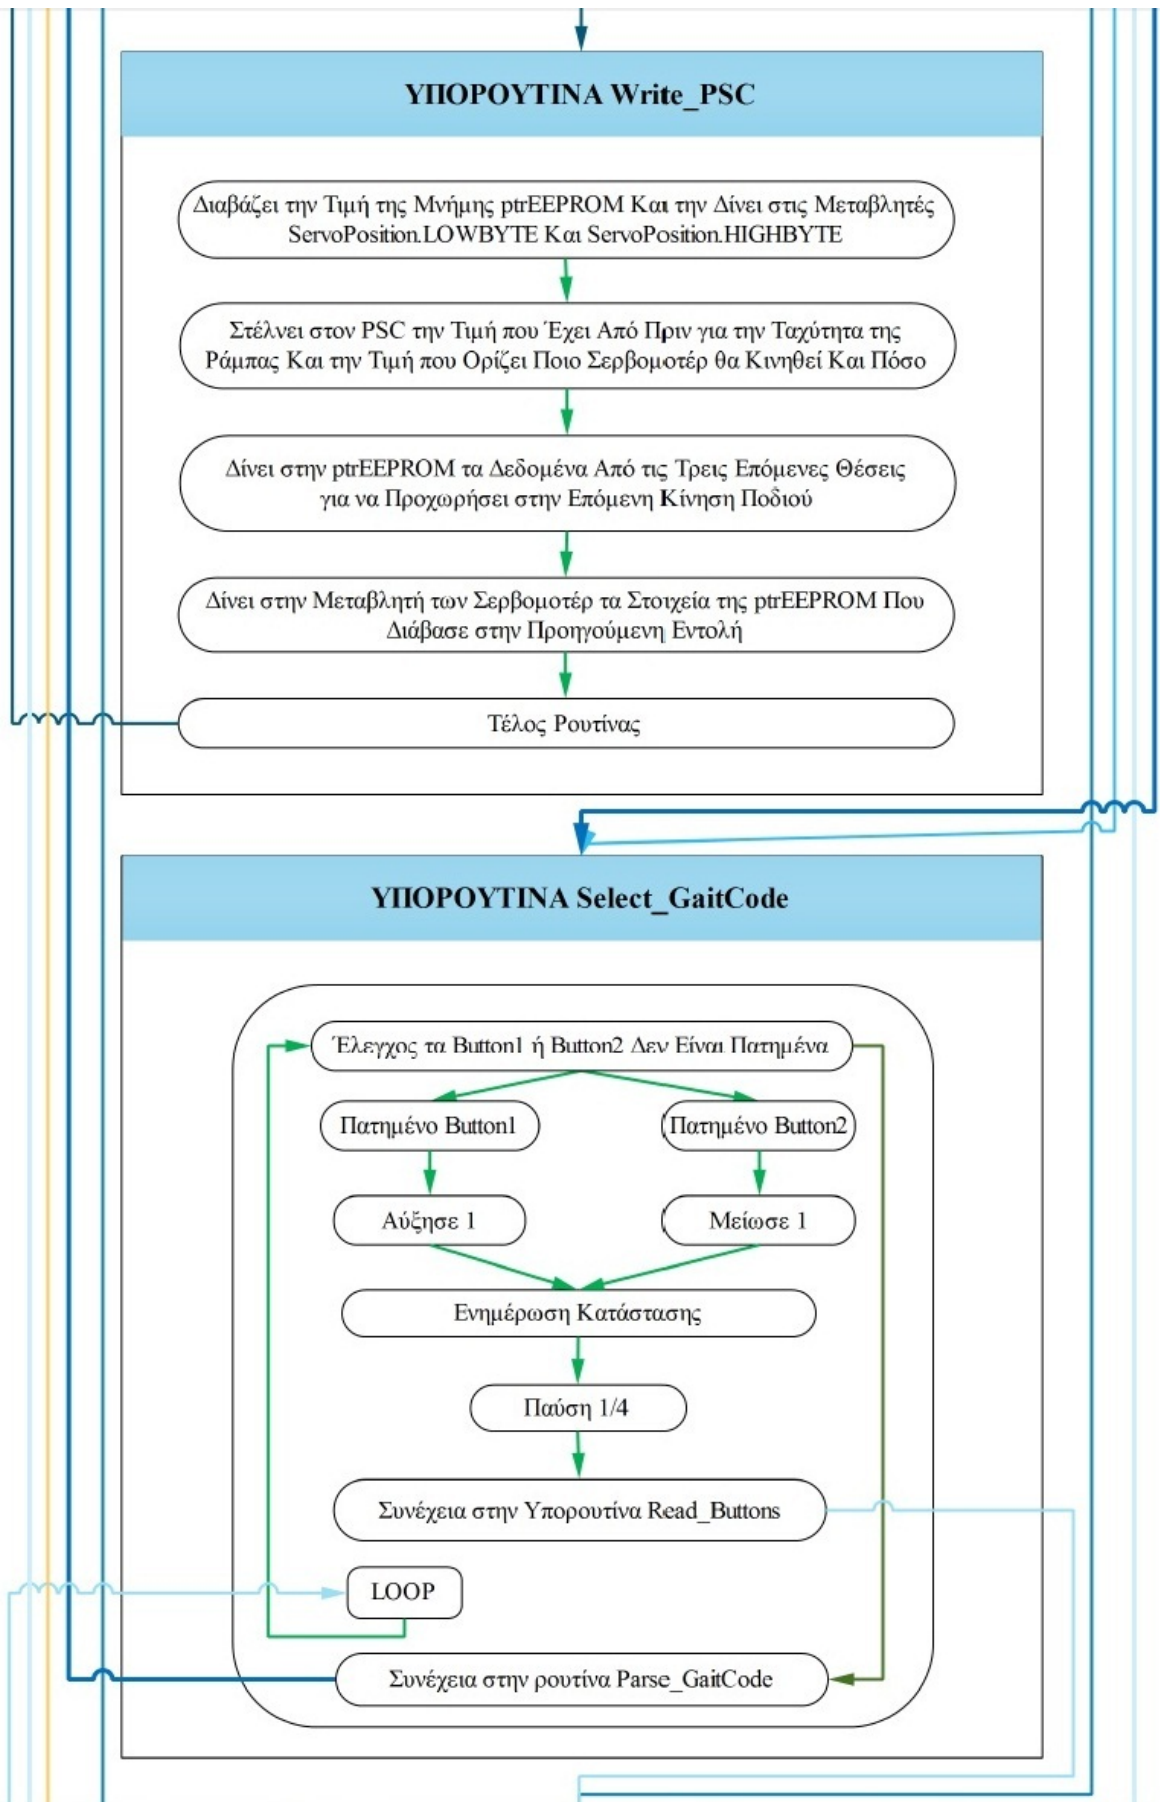 ΥΠΟΡΟΥΤΙΝΑ Write_PSC
Διαβάζει την Τιμή της Μνήμης ptrEEPROM Και την Δίνει στις Μεταβλητές
ServoPosition.LOWBYTE Και ServoPosition.HIGHBYTE
Στέλνει στον PSC την Τιμή που Έχει Από Πριν για την Ταχύτητα της
Ράμπας Και την Τιμή που Ορίζει Ποιο Σερβομοτέρ θα Κινηθεί Και Πόσο
Δίνει στην ptrEEPROM τα Δεδομένα Από τις Τρεις Επόμενες Θέσεις
για να Προχωρήσει στην Επόμενη Κίνηση Ποδιού
Δίνει στην Μεταβλητή των Σερβομοτέρ τα Στοιχεία της ptrEEPROM Που
Διάβασε στην Προηγούμενη Εντολή
Τέλος Ρουτίνας
ΥΠΟΡΟΥΤΙΝΑ Select_GaitCode
Έλεγχος τα Button1 ή Button2 Δεν Είναι Πατημένα
Πατημένο Button1
Πατημένο Button2
Αύξησε 1
Μείωσε 1
Ενημέρωση Κατάστασης
Παύση 1/4
Συνέχεια στην Υπορουτίνα Read_Buttons
LOOP
Συνέχεια στην ρουτίνα Parse_GaitCode